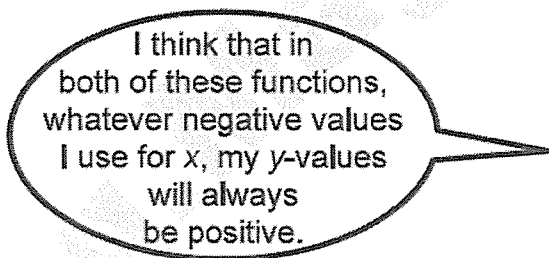 I think that in
both of these functions,
whatever negative values
I use for x, my y-values
will always
be positive.